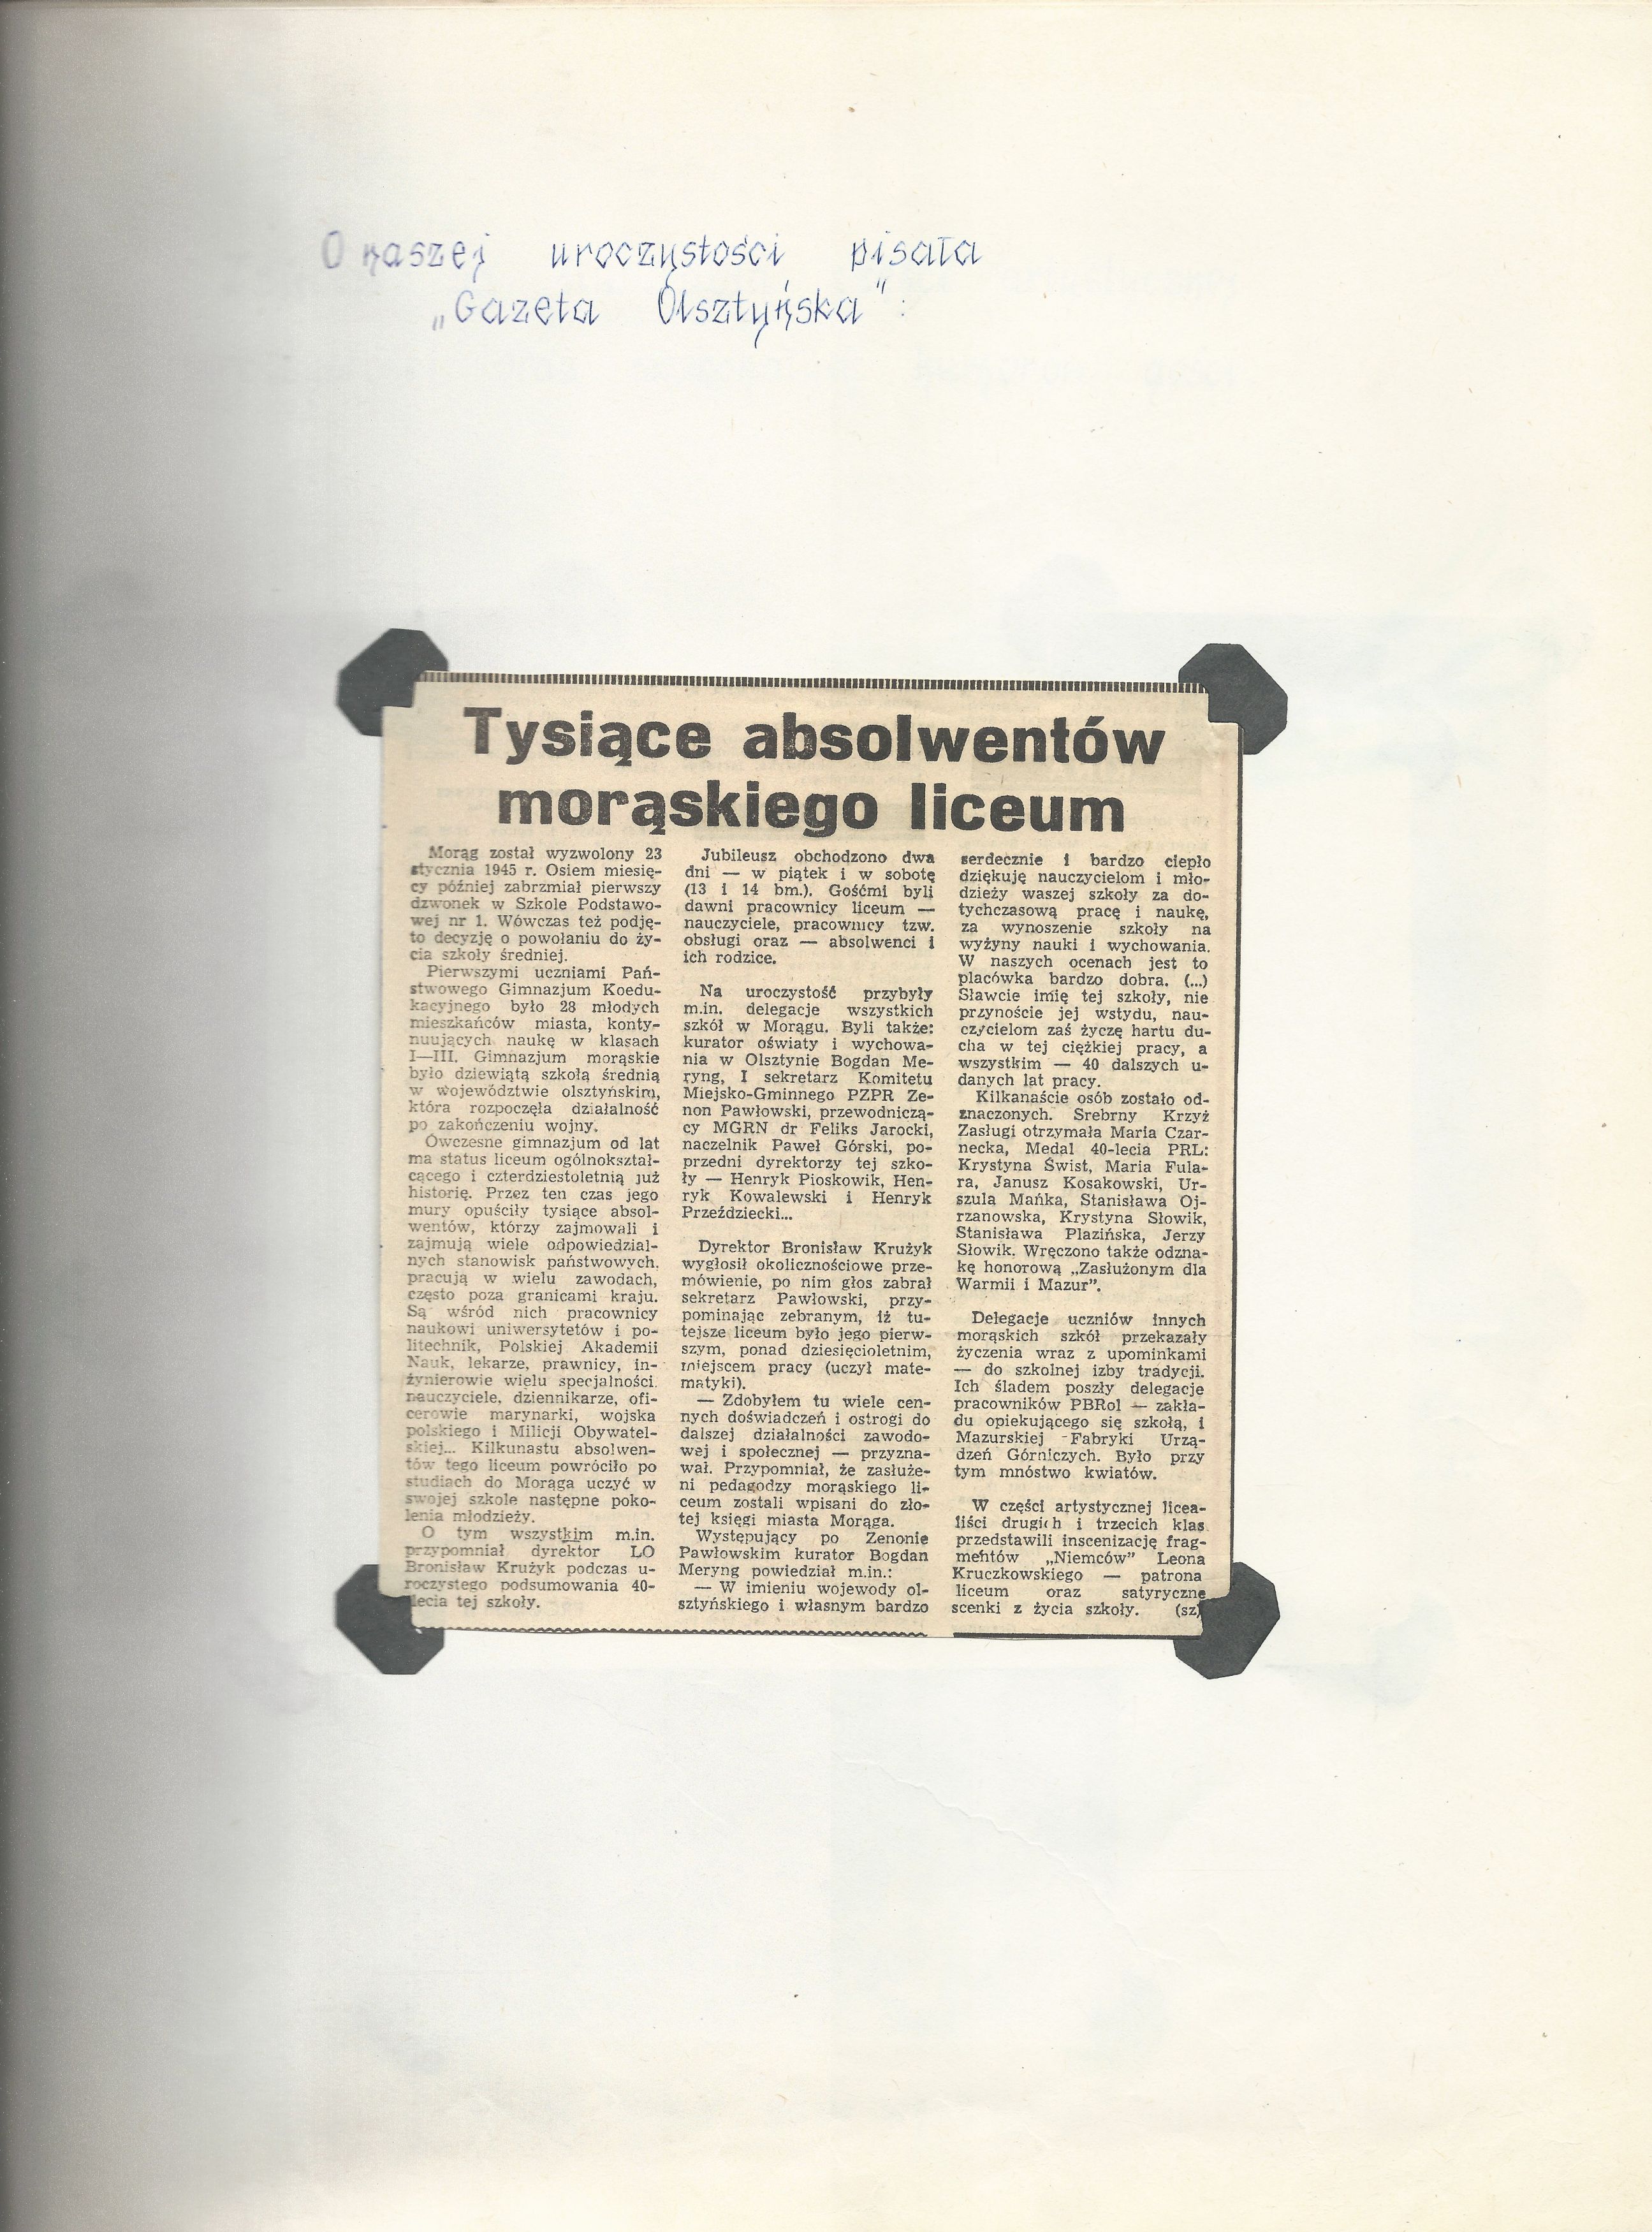 O naszej uroczystości pisała
„Gazeta Olsztyńska":
Tysiące absolwentów
morąskiego liceum
Morąg został wyzwolony 23
stycznia 1945 r. Osiem miesię-
cy później zabrzmiał pierwszy
dzwonek w Szkole Podstawo-
wej nr 1. Wówczas też podję-
to decyzję o powołaniu do ży-
cia szkoły średniej.
Pierwszymi uczniami Pań-
stwowego Gimnazjum Koedu-
kacyjnego było 28 młodych
mieszkańców miasta, konty-
nuujących naukę w klasach
I—III. Gimnazjum morąskie
było dziewiątą szkołą średnią
w województwie olsztyńskim,
która rozpoczęła działalność
po zakończeniu wojny.
Ówczesne gimnazjum od lat
ma status liceum ogólnokształ-
cącego i czterdziestoletnią już
historię. Przez ten czas jego
mury opuściły tysiące absol-
wentów, którzy zajmowali i
zajmują wiele odpowiedzial-
nych stanowisk państwowych,
pracują w wielu zawodach,
często poza granicami kraju.
Są wśród nich pracownicy
naukowi uniwersytetów i po-
litechnik, Polskiej Akademii
Nauk, lekarze, prawnicy, in-
żynierowie wielu specjalności
nauczyciele, dziennikarze, ofi-
cerowie marynarki, wojska
polskiego i Milicji Obywatel-
skiej... Kilkunastu absolwen-
tów tego liceum powróciło po
studiach do Morąga uczyć w
swojej szkole następne poko-
lenia młodzieży.
O tym wszystkim m.in.
przypomniał dyrektor LO
Bronisław Krużyk podczas u-
roczystego podsumowania 40-
lecia tej szkoły.
Jubileusz obchodzono dwa
dni — w piątek i w sobotę
(13 i 14 bm.). Gośćmi byli
dawni pracownicy liceum —
nauczyciele, pracownicy tzw.
obsługi oraz — absolwenci i
ich rodzice.
Na uroczystość przybyły
m.in. delegacje wszystkich
szkół w Morągu. Byli także:
kurator oświaty i wychowa-
nia w Olsztynie Bogdan Me-
ryng, I sekretarz Komitetu
Miejsko-Gminnego PZPR Ze-
non Pawłowski, przewodniczą-
cy MGRN dr Feliks Jarocki,
naczelnik Paweł Górski, po-
przedni dyrektorzy tej szko-
ły — Henryk Pioskowik, Hen-
ryk Kowalewski i Henryk
Przeździecki...
Dyrektor Bronisław Krużyk
wygłosił okolicznościowe prze-
mówienie, po nim głos zabrał
sekretarz Pawłowski, przy-
pominając zebranym, iż tu-
tejsze liceum było jego pierw-
szym, ponad dziesięcioletnim,
miejscem pracy (uczył mate-
matyki).
— Zdobyłem tu wiele cen-
nych doświadczeń i ostrogi do
dalszej działalności zawodo-
wej i społecznej — przyzna-
wał. Przypomniał, że zasłuże-
ni pedagodzy morąskiego li-
ceum zostali wpisani do zło-
tej księgi miasta Morąga.
Występujący po Zenonie
Pawłowskim kurator Bogdan
Meryng powiedział m.in.:
— W imieniu wojewody ol-
sztyńskiego i własnym bardzo
serdecznie i bardzo ciepło
dziękuję nauczycielom i mło-
dzieży waszej szkoły za do-
tychczasową pracę i naukę,
za wynoszenie szkoły na
wyżyny nauki i wychowania.
W naszych ocenach jest to
placówka bardzo dobra. (...)
Sławcie imię tej szkoły, nie
przynoście jej wstydu, nau-
czycielom zaś życzę hartu du-
cha w tej ciężkiej pracy, a
wszystkim — 40 dalszych u-
danych lat pracy.
Kilkanaście osób zostało od-
znaczonych. Srebrny Krzyż
Zasługi otrzymała Maria Czar-
necka, Medal 40-lecia PRL:
Krystyna Świst, Maria Fula-
ra, Janusz Kosakowski, Ur-
szula Mańka, Stanisława Oj-
rzanowska, Krystyna Słowik,
Stanisława Plazińska, Jerzy
Słowik. Wręczono także odzna-
kę honorową „Zasłużonym dla
Warmii i Mazur".
Delegacje uczniów innych
morąskich szkół przekazały
życzenia wraz z upominkami
— do szkolnej izby tradycji.
Ich śladem poszły delegacje
pracowników PBRol — zakła-
du opiekującego się szkołą, i
Mazurskiej Fabryki Urzą-
dzeń Górniczych. Było przy
tym mnóstwo kwiatów.
W części artystycznej licea-
liści drugich i trzecich klas
przedstawili inscenizację frag-
mentów „Niemców" Leona
Kruczkowskiego — patrona
liceum oraz satyryczne
scenki z życia szkoły. (sz)